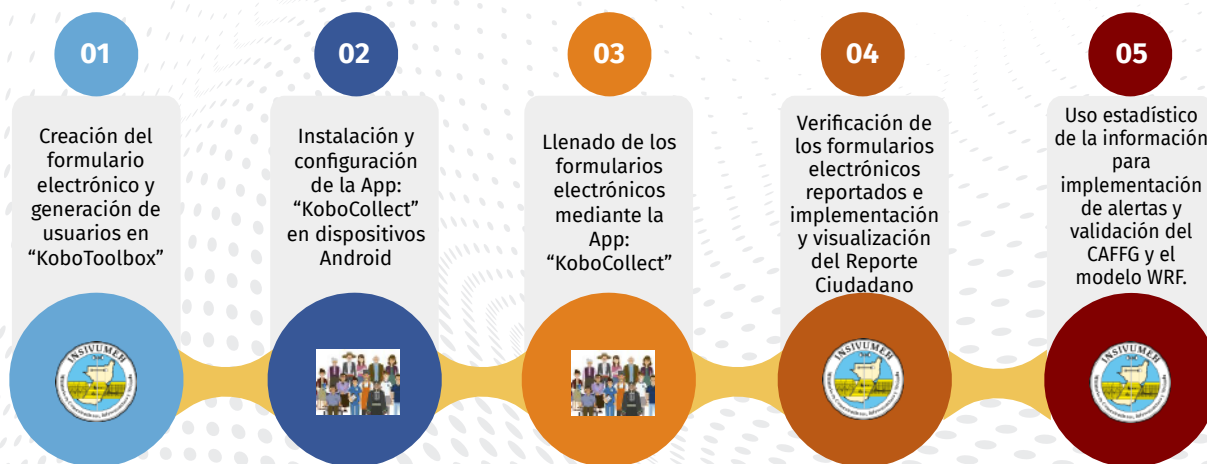 01
Creación del
formulario
electrónico y
generación de
usuarios en
“KoboToolbox”
INSIVUMEH
02
Instalación y
configuración
de la App:
“KoboCollect”
en dispositivos
Android
03
Llenado de los
formularios
electrónicos
mediante la
App:
“KoboCollect”
04
Verificación de
los formularios
electrónicos
reportados e
implementación
y visualización
del Reporte
Ciudadano
INSIVUMEH
05
Uso estadístico
de la información
para
implementación
de alertas y
validación del
CAFFG y el
modelo WRF.
INSIVUMEH